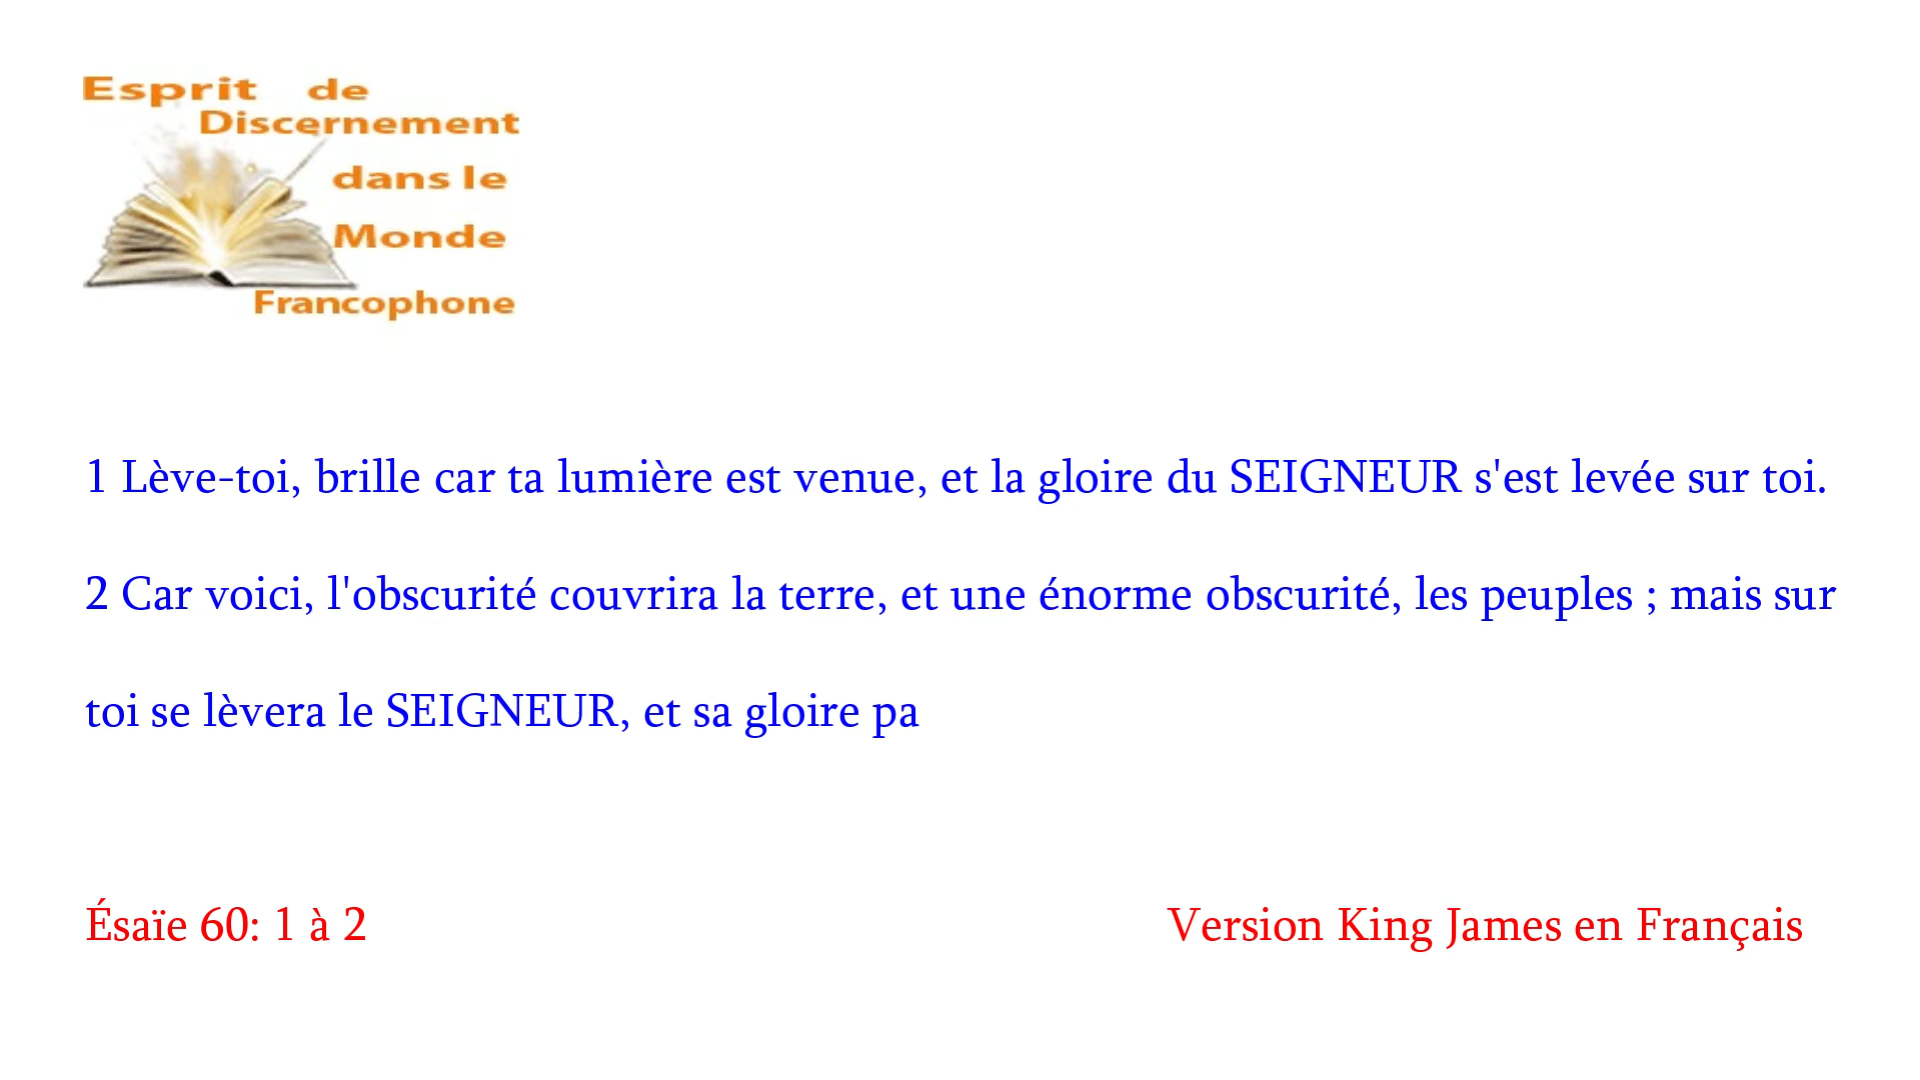 Esprit de
Discernement
dans le
Monde
Francophone
1 Lève-toi, brille car ta lumière est venue, et la gloire du SEIGNEUR s'est levée sur toi.
2 Car voici, l'obscurité couvrira la terre, et une énorme obscurité, les peuples ; mais sur
toi se lèvera le SEIGNEUR, et sa gloire pa
Ésaïe 60: 1 à 2 Version King James en Français